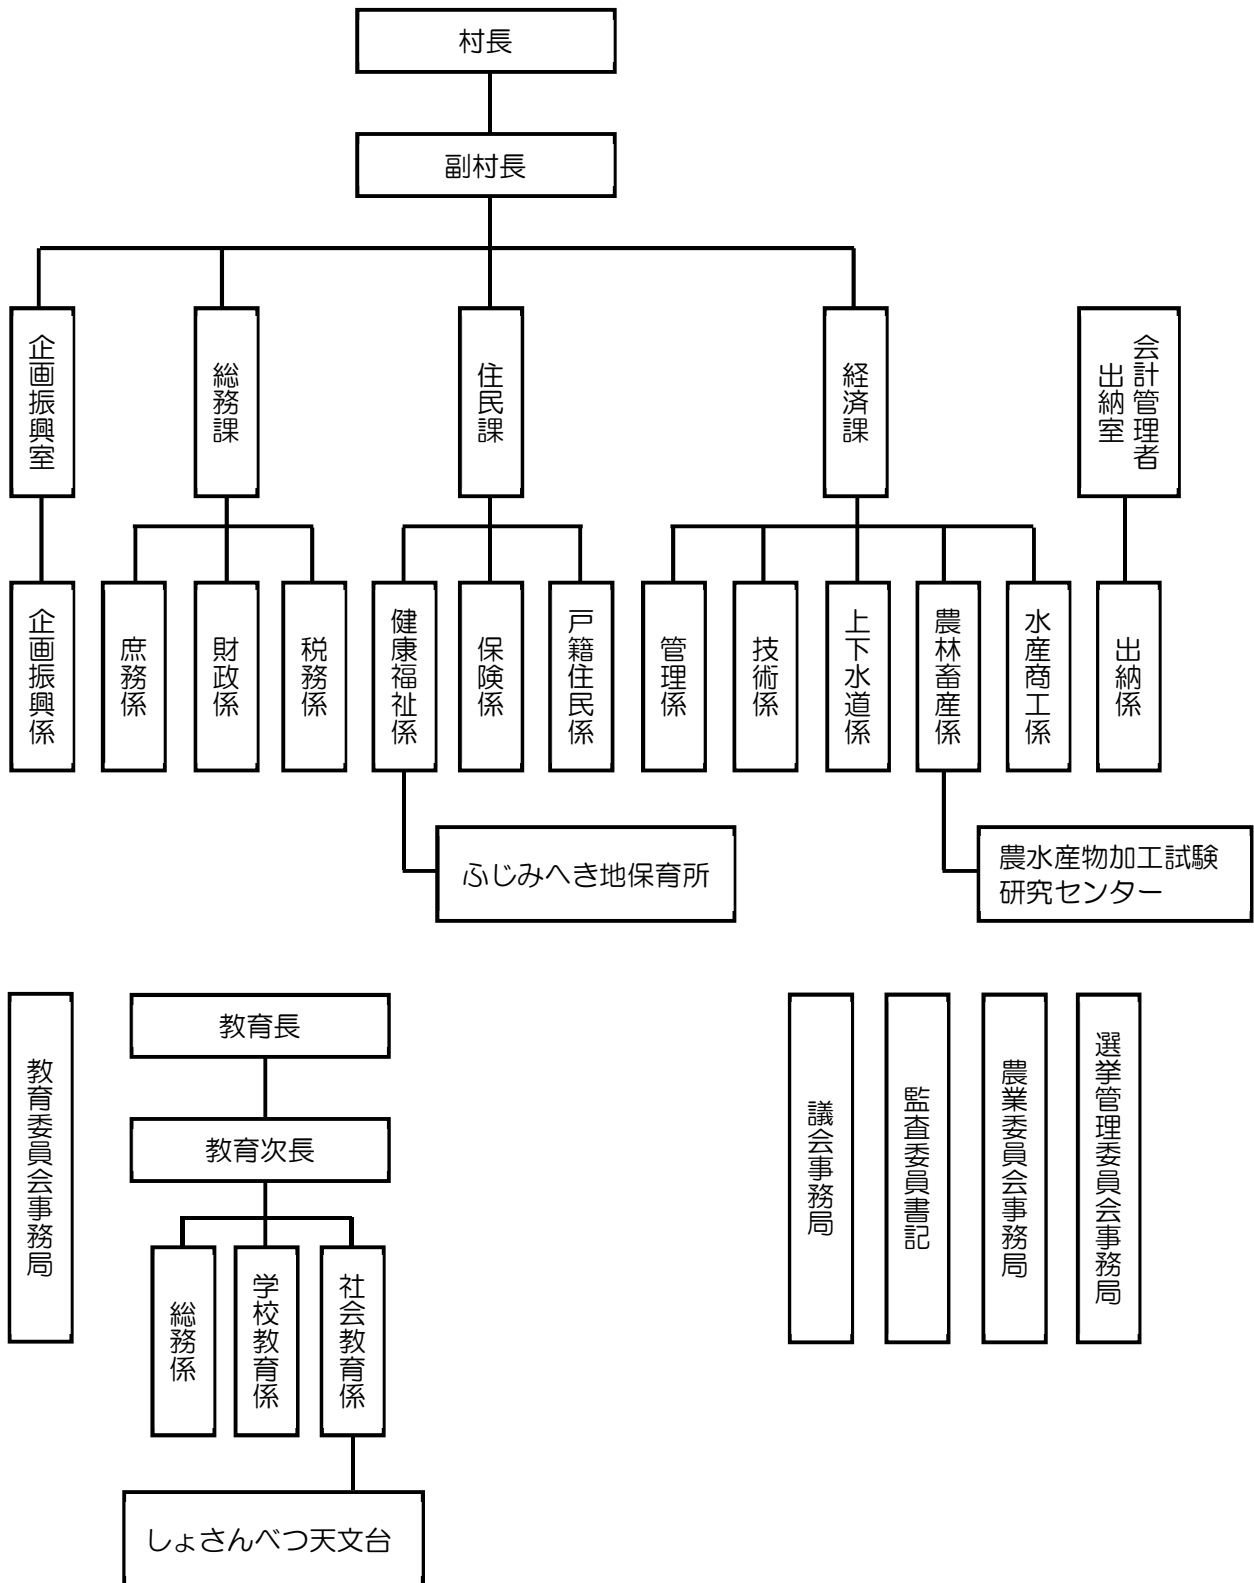 村長
副村長
企画振興室
総務課
住民課
経済課
会計管理者
出納室
企画振興係
庶務係
財政係
税務係
健康福祉係
保険係
戸籍住民係
管理係
技術係
上下水道係
農林畜産係
水産商工係
出納係
ふじみへき地保育所
農水産物加工試験
研究センター
教育委員会事務局
教育長
教育次長
総務係
学校教育係
社会教育係
しょさんべつ天文台
議会事務局
監査委員書記
農業委員会事務局
選挙管理委員会事務局